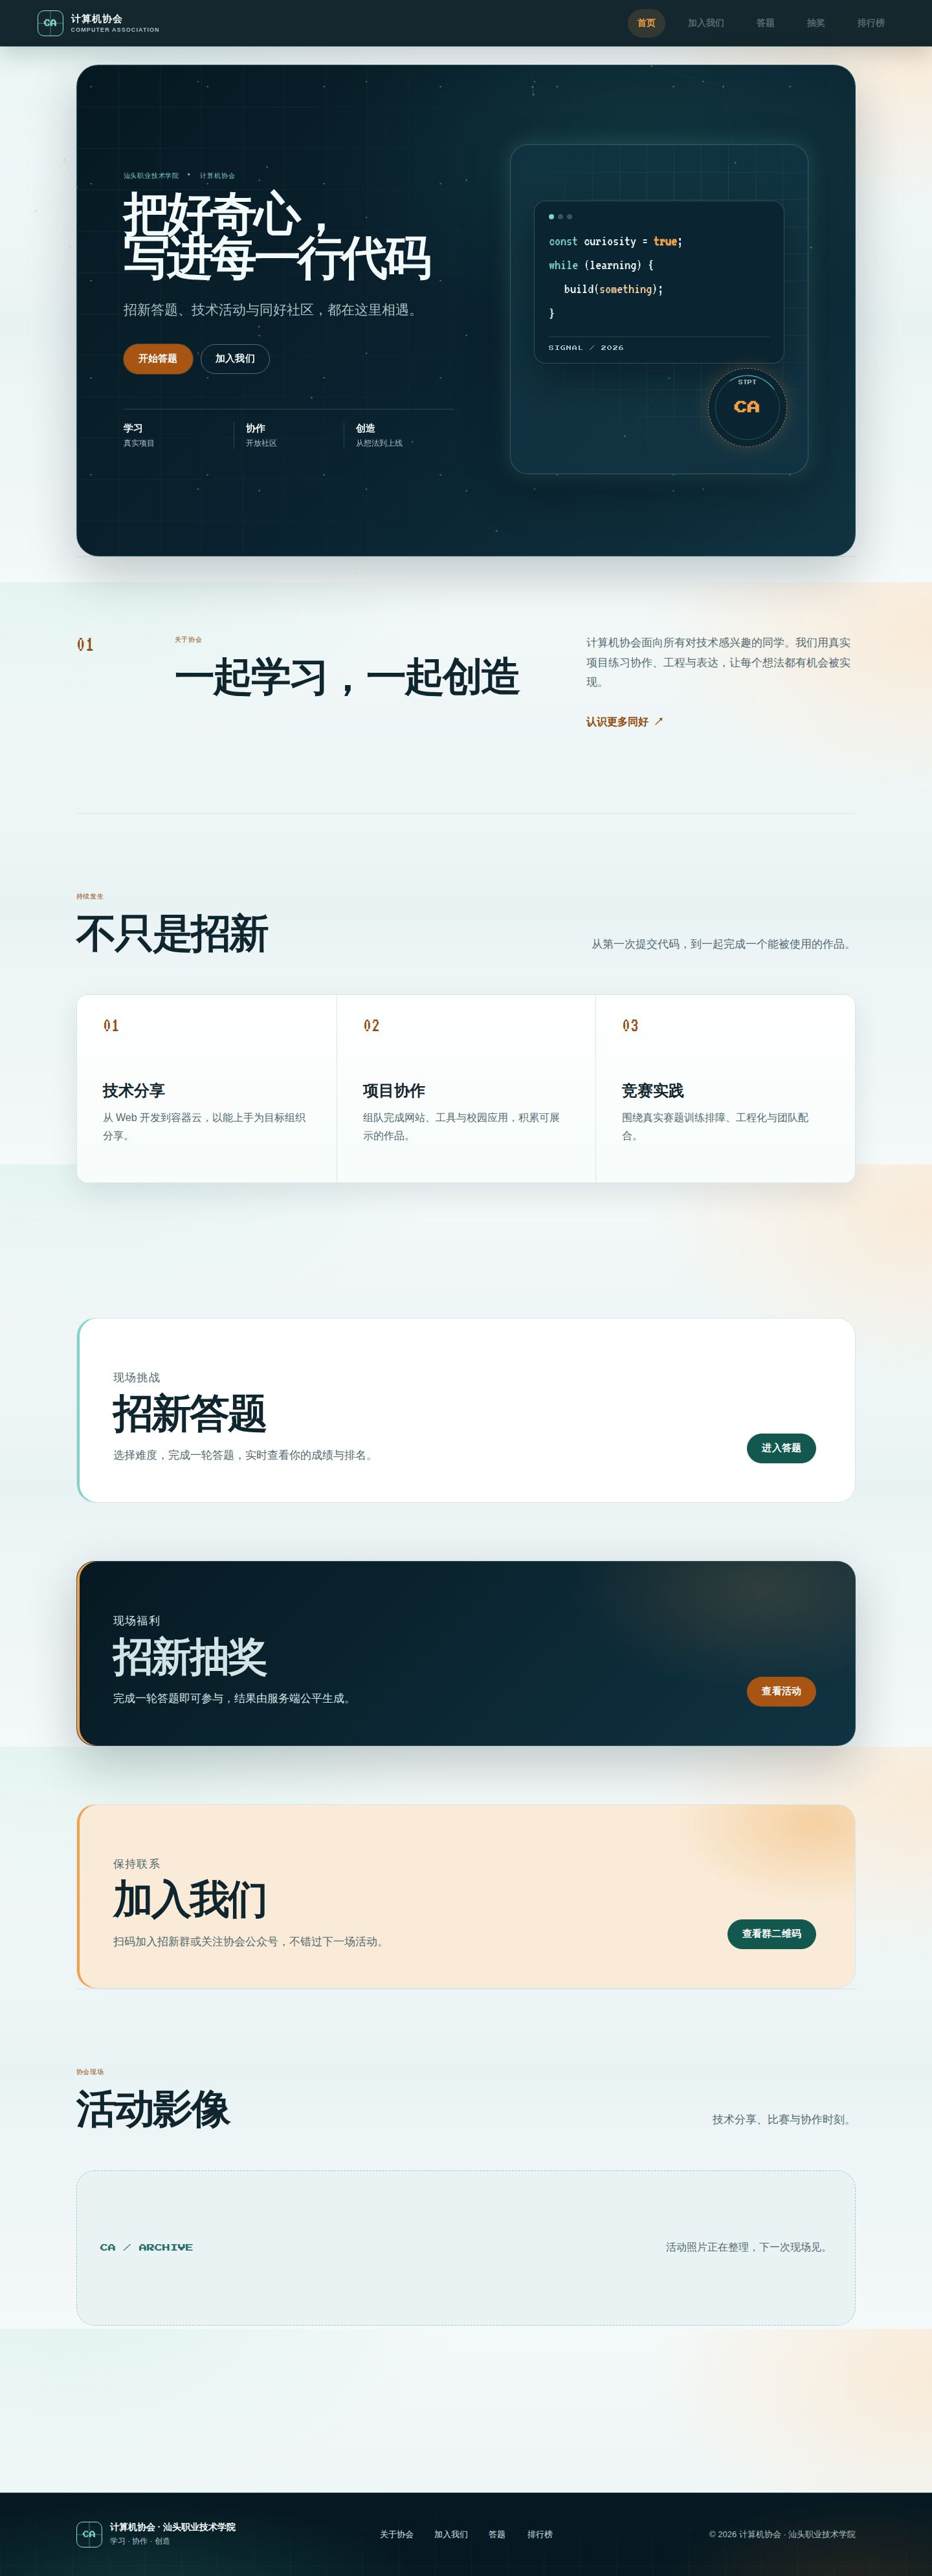 CA
计算机协会
COMPUTER ASSOCIATION
首页
加入我们
答题
抽奖
排行榜
汕头职业技术学院 • 计算机协会
把好奇心，
写进每一行代码
招新答题、技术活动与同好社区，都在这里相遇。
开始答题
加入我们
学习
真实项目
协作
开放社区
创造
从想法到上线
const curiosity = true;
while (learning) {
build(something);
}
SIGNAL / 2026
STPT
CA
01
关于协会
一起学习，一起创造
计算机协会面向所有对技术感兴趣的同学。我们用真实
项目练习协作、工程与表达，让每个想法都有机会被实
现。
认识更多同好 ↗
持续发生
不只是招新
从第一次提交代码，到一起完成一个能被使用的作品。
01
技术分享
从 Web 开发到容器云，以能上手为目标组织
分享。
02
项目协作
组队完成网站、工具与校园应用，积累可展
示的作品。
03
竞赛实践
围绕真实赛题训练排障、工程化与团队配
合。
现场挑战
招新答题
选择难度，完成一轮答题，实时查看你的成绩与排名。
进入答题
现场福利
招新抽奖
完成一轮答题即可参与，结果由服务端公平生成。
查看活动
保持联系
加入我们
扫码加入招新群或关注协会公众号，不错过下一场活动。
查看群二维码
协会现场
活动影像
技术分享、比赛与协作时刻。
CA / ARCHIVE
活动照片正在整理，下一次现场见。
CA
计算机协会 · 汕头职业技术学院
学习 · 协作 · 创造
关于协会
加入我们
答题
排行榜
© 2026 计算机协会 · 汕头职业技术学院